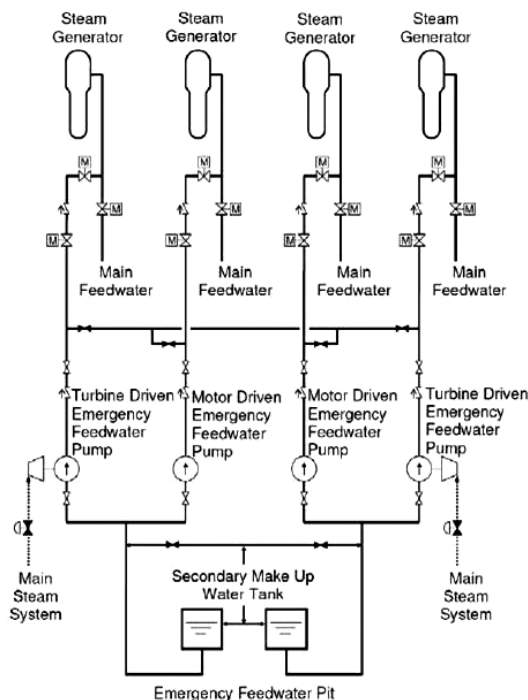 Steam
Generator
Steam
Generator
Steam
Generator
Steam
Generator
M
M
M
M
M
M
M
M
M
M
M
M
Main
Feedwater
Main
Feedwater
Main
Feedwater
Main
Feedwater
Turbine Driven
Emergency
Feedwater
Pump
Motor Driven
Emergency
Feedwater
Pump
Motor Driven
Emergency
Feedwater
Pump
Turbine Driven
Emergency
Feedwater
Pump
Main
Steam
System
Secondary Make Up
Water Tank
Main
Steam
System
Emergency Feedwater Pit